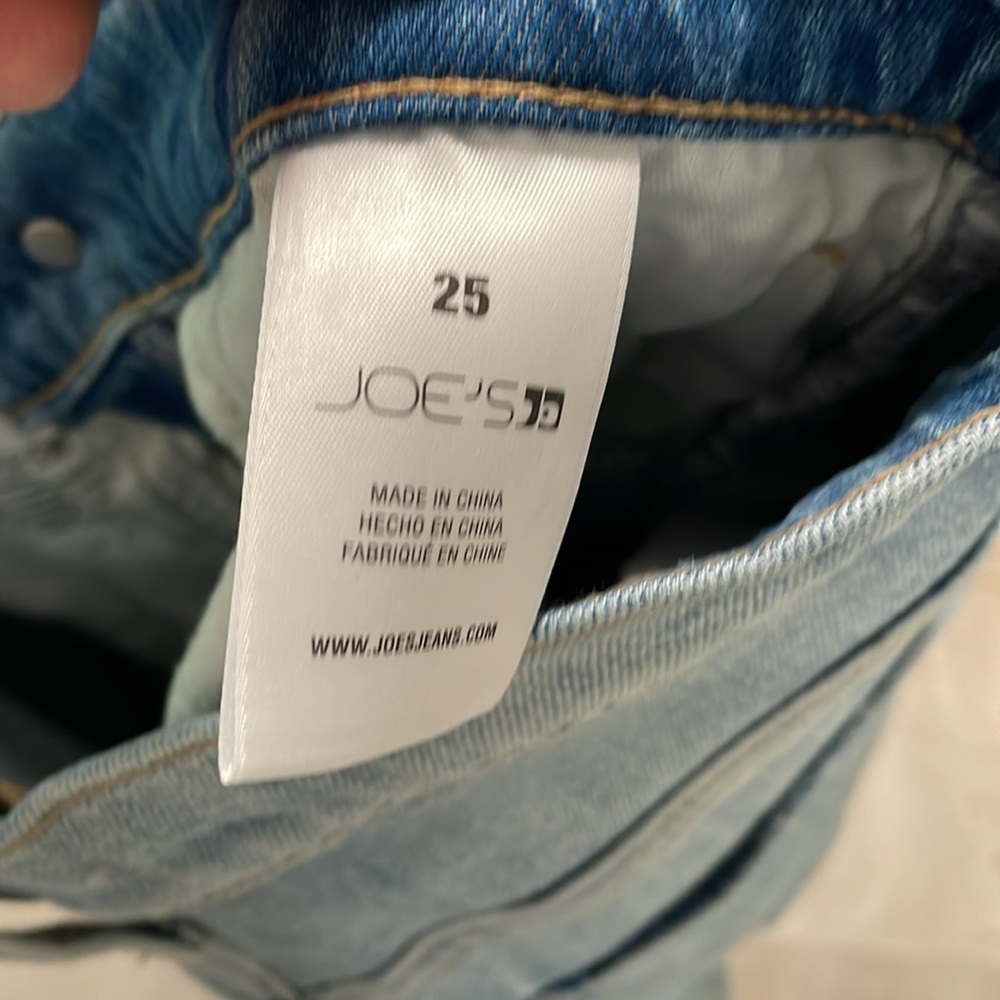 25
JOE'S
MADE IN CHINA
HECHO EN CHINA
FABRIQUÉ EN CHINE
WWW.JOESJEANS.COM